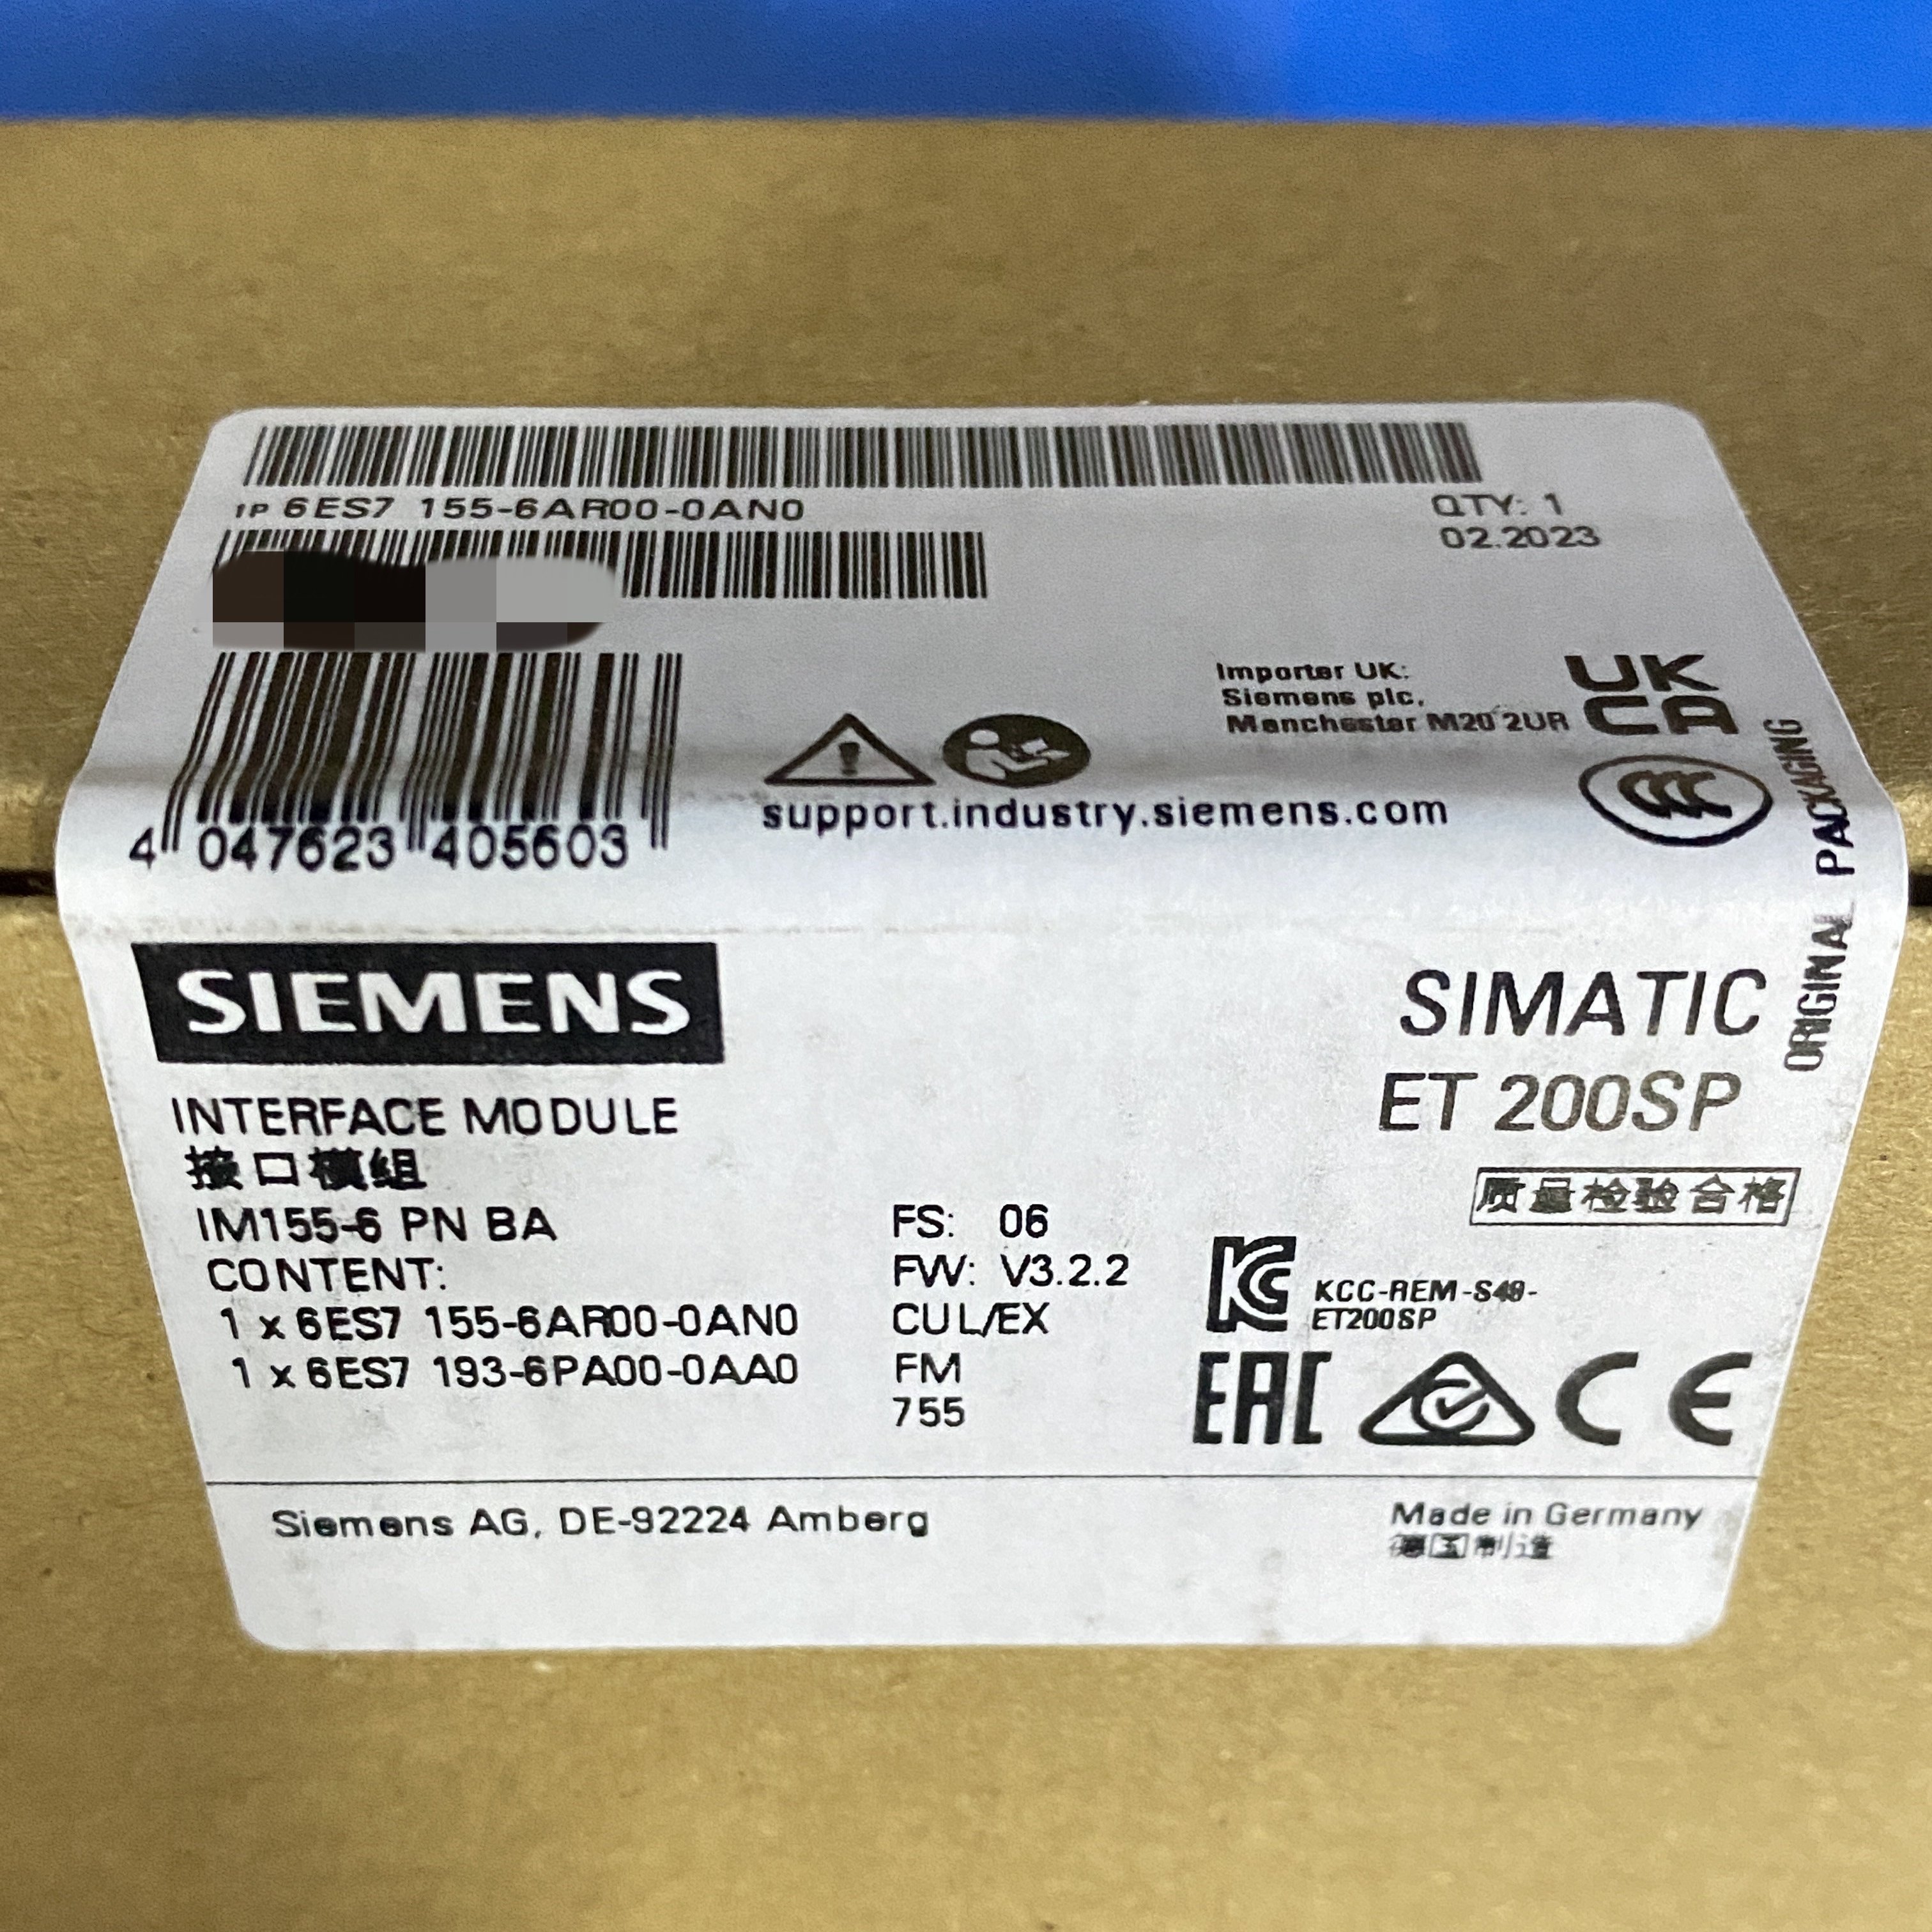 1P 6ES7 155-6AR00-0AN0
QTY: 1
02.2023
Importer UK:
Siemens plc,
Manchester M20 2UR
UK
CA
CCC
support.industry.siemens.com
4 047623 405603
ORIGINAL PACKAGING
SIEMENS
SIMATIC
ET 200SP
INTERFACE MODULE
接口模组
质量检验合格
IM155-6 PN BA
FS: 06
CONTENT:
FW: V3.2.2
1 x 6ES7 155-6AR00-0AN0
CUL/EX
1 x 6ES7 193-6PA00-0AA0
FM
755
KC
KCC-REM-S49-
ET200SP
EAC
CE
Siemens AG, DE-92224 Amberg
Made in Germany
德国制造